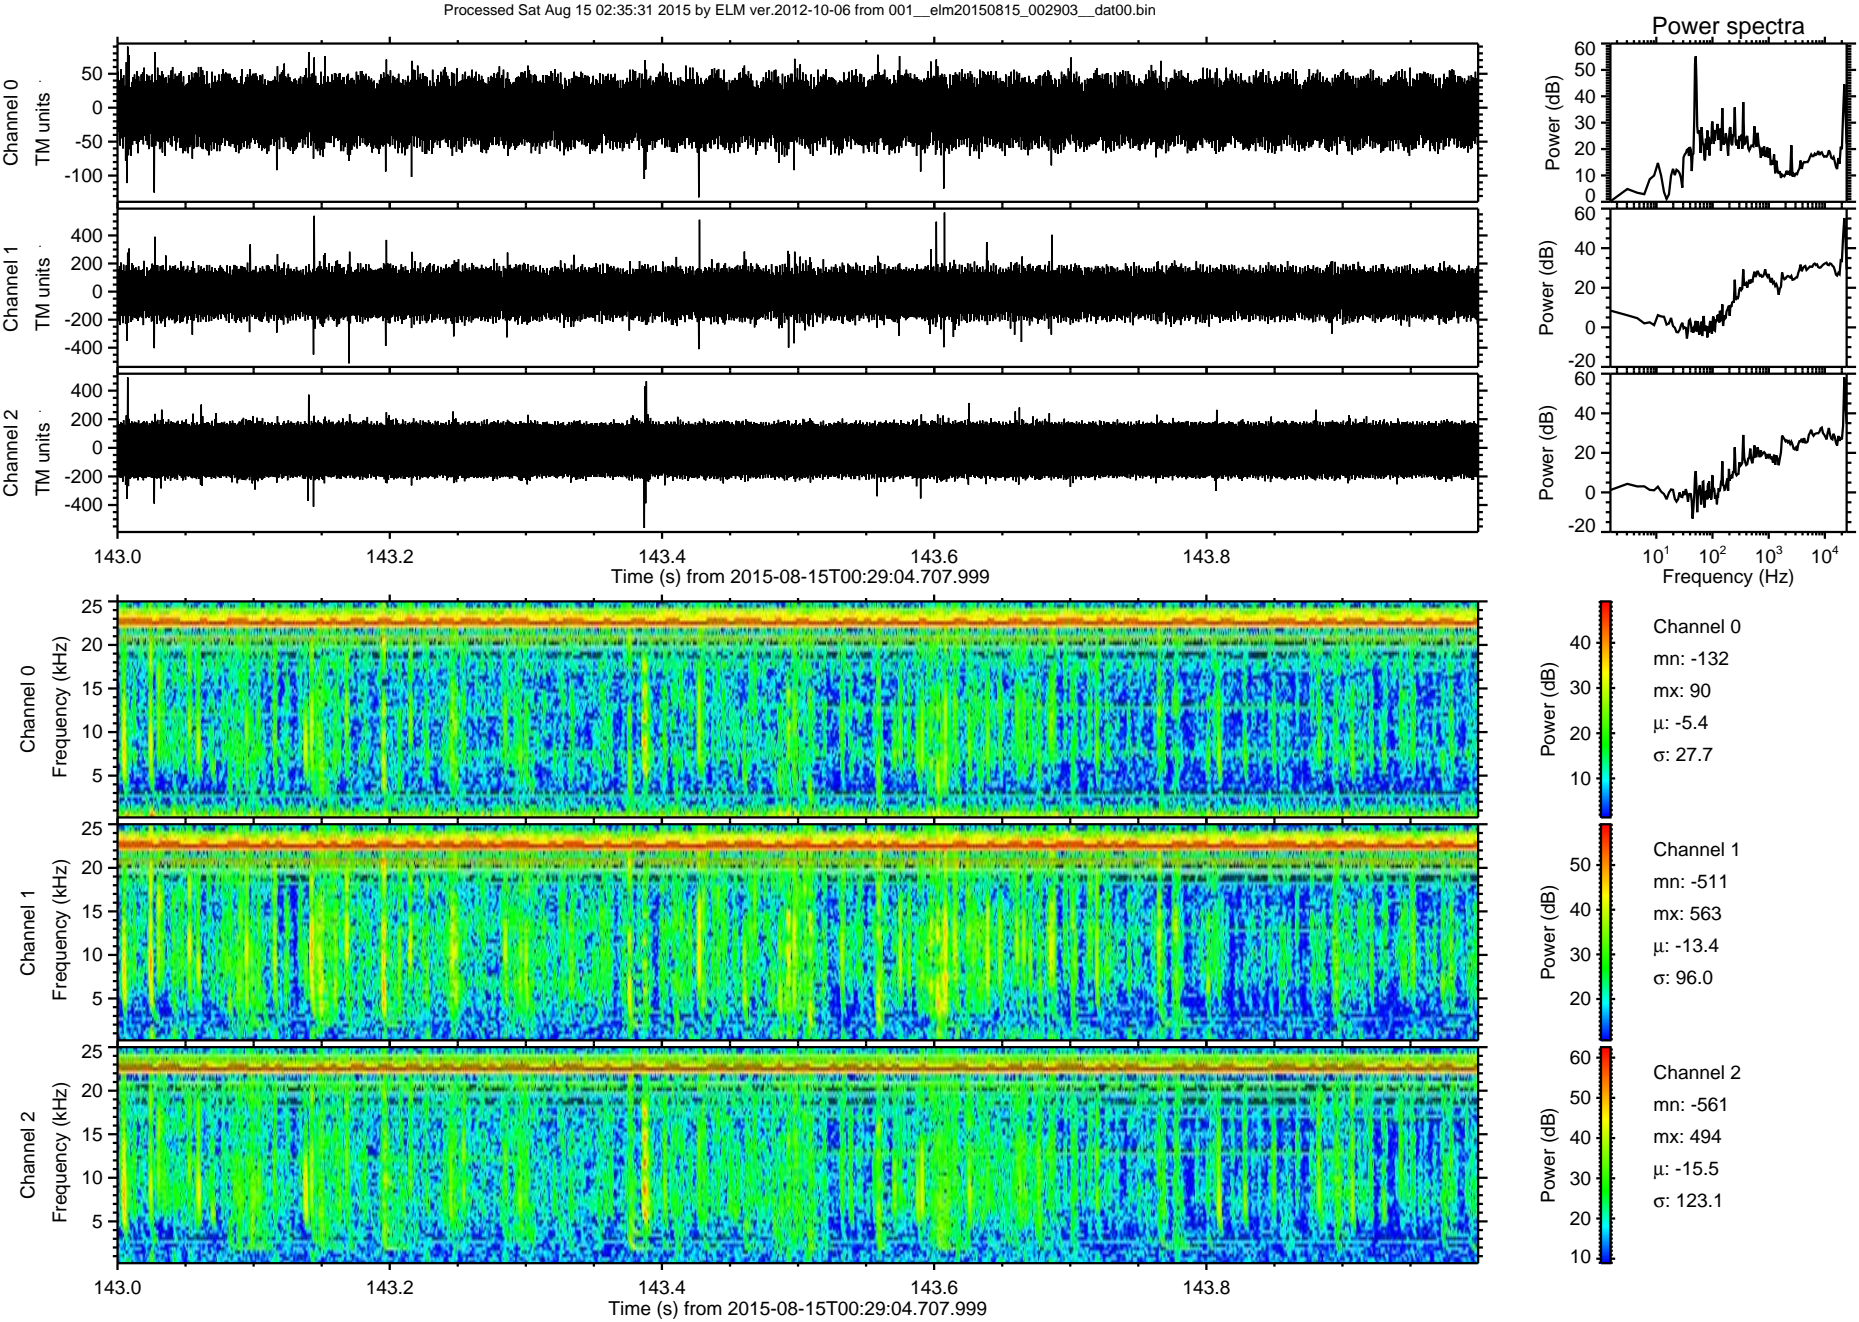 Processed Sat Aug 15 02:35:31 2015 by ELM ver.2012-10-06 from 001__elm20150815_002903__dat00.bin
Power spectra
Channel 0
TM units
50
0
-50
-100
Power (dB)
60
50
40
30
20
10
0
Channel 1
TM units
400
200
0
-200
-400
Power (dB)
60
40
20
0
-20
Channel 2
TM units
400
200
0
-200
-400
Power (dB)
60
40
20
0
-20
143.0 143.2 143.4 143.6 143.8
Time (s) from 2015-08-15T00:29:04.707.999
10¹ 10² 10³ 10⁴
Frequency (Hz)
Channel 0
Frequency (kHz)
25
20
15
10
5
Power (dB)
40
30
20
10
Channel 0
mn: -132
mx: 90
μ: -5.4
σ: 27.7
Channel 1
Frequency (kHz)
25
20
15
10
5
Power (dB)
50
40
30
20
Channel 1
mn: -511
mx: 563
μ: -13.4
σ: 96.0
Channel 2
Frequency (kHz)
25
20
15
10
5
Power (dB)
60
50
40
30
20
10
Channel 2
mn: -561
mx: 494
μ: -15.5
σ: 123.1
143.0 143.2 143.4 143.6 143.8
Time (s) from 2015-08-15T00:29:04.707.999